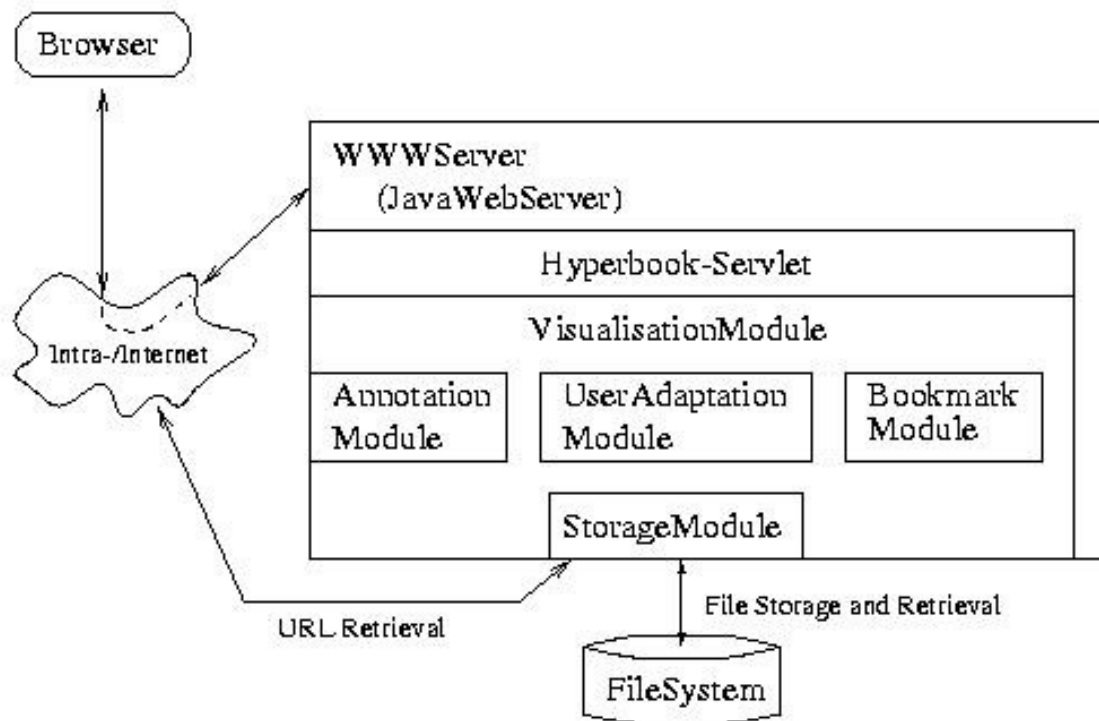 Browser
WWWServer
(JavaWebServer)
Hyperbook-Servlet
VisualisationModule
Intra-/Internet
Annotation
Module
UserAdaptation
Module
Bookmark
Module
StorageModule
File Storage and Retrieval
URL Retrieval
FileSystem